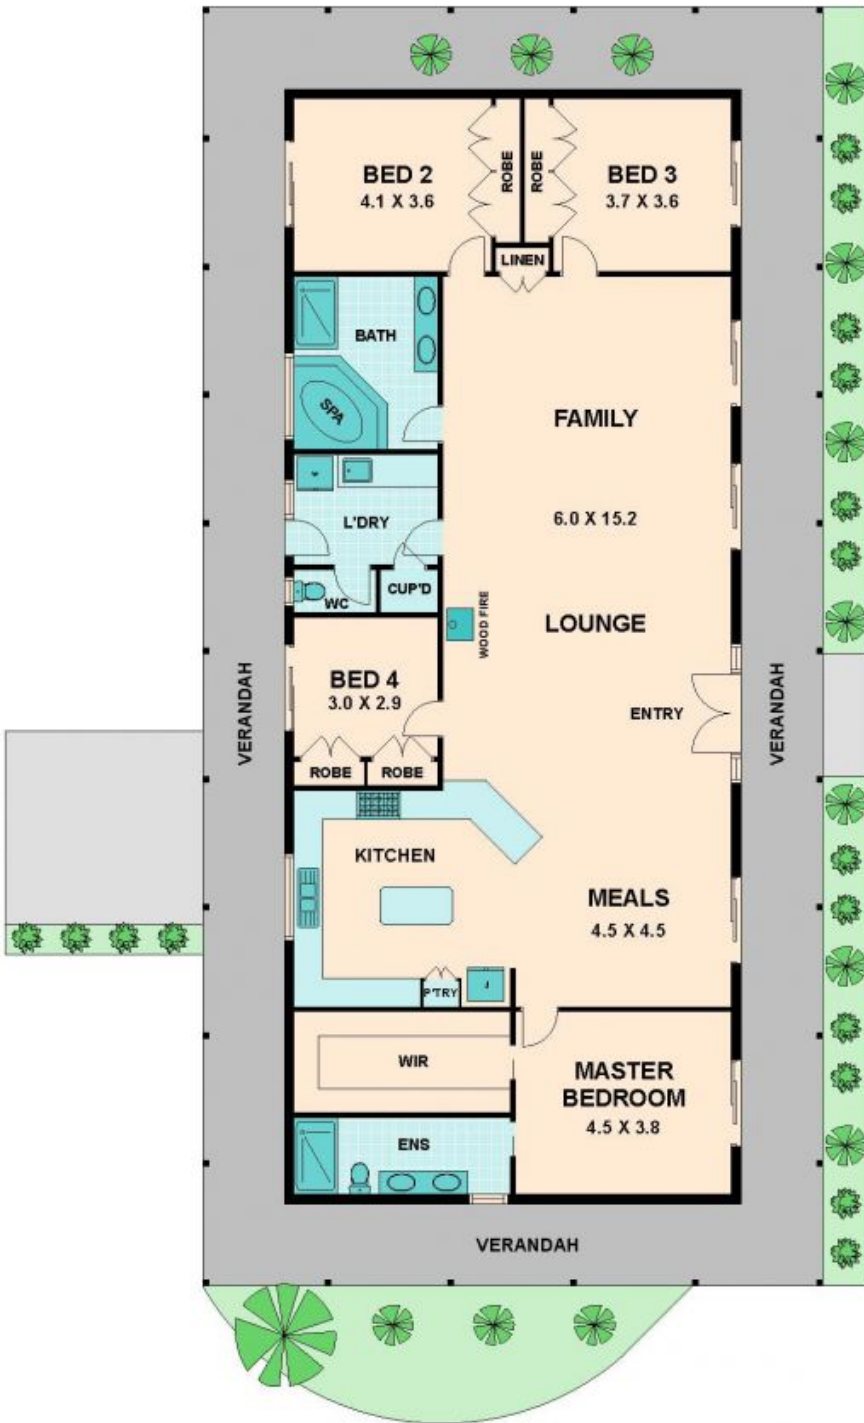 BED 2
4.1 X 3.6
ROBE
ROBE
BED 3
3.7 X 3.6
LINEN
BATH
SPA
FAMILY
6.0 X 15.2
L'DRY
WC
CUP'D
WOOD FIRE
LOUNGE
BED 4
3.0 X 2.9
ENTRY
VERANDAH
VERANDAH
ROBE
ROBE
KITCHEN
MEALS
4.5 X 4.5
P'TRY
WIR
MASTER
BEDROOM
4.5 X 3.8
ENS
VERANDAH